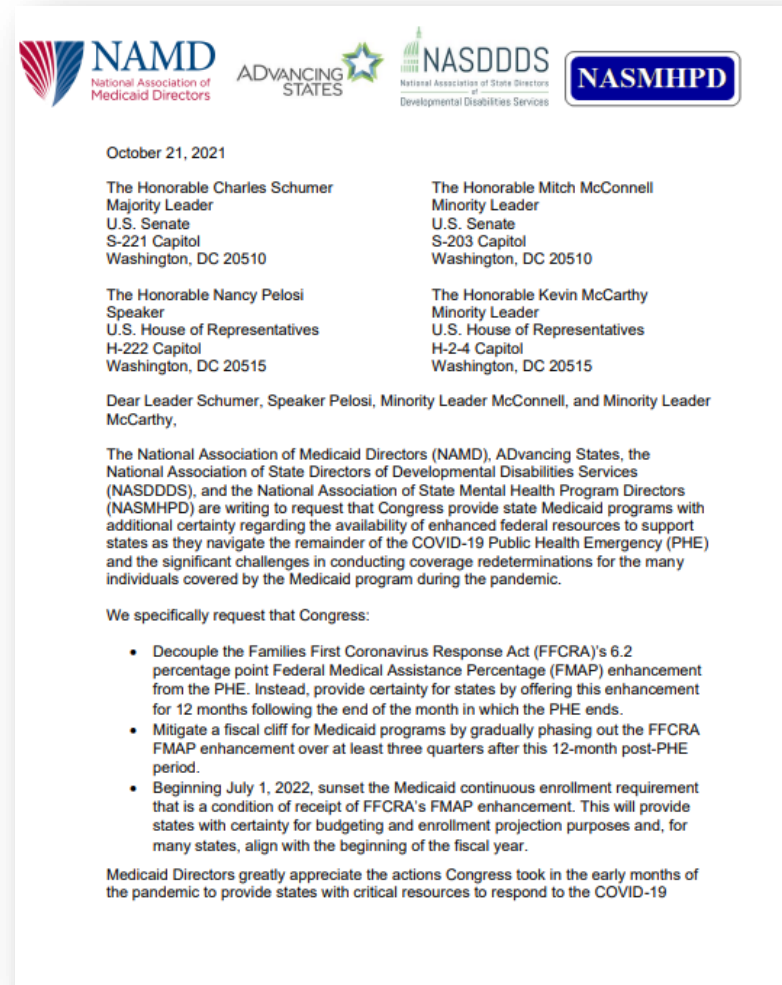 NAMD
National Association of
Medicaid Directors
ADVANCING
STATES
NASDDDS
National Association of State Directors
of
Developmental Disabilities Services
NASMHPD
October 21, 2021
The Honorable Charles Schumer
Majority Leader
U.S. Senate
S-221 Capitol
Washington, DC 20510
The Honorable Mitch McConnell
Minority Leader
U.S. Senate
S-203 Capitol
Washington, DC 20510
The Honorable Nancy Pelosi
Speaker
U.S. House of Representatives
H-222 Capitol
Washington, DC 20515
The Honorable Kevin McCarthy
Minority Leader
U.S. House of Representatives
H-2-4 Capitol
Washington, DC 20515
Dear Leader Schumer, Speaker Pelosi, Minority Leader McConnell, and Minority Leader
McCarthy,
The National Association of Medicaid Directors (NAMD), ADvancing States, the
National Association of State Directors of Developmental Disabilities Services
(NASDDDS), and the National Association of State Mental Health Program Directors
(NASMHPD) are writing to request that Congress provide state Medicaid programs with
additional certainty regarding the availability of enhanced federal resources to support
states as they navigate the remainder of the COVID-19 Public Health Emergency (PHE)
and the significant challenges in conducting coverage redeterminations for the many
individuals covered by the Medicaid program during the pandemic.
We specifically request that Congress:
• Decouple the Families First Coronavirus Response Act (FFCRA)'s 6.2
percentage point Federal Medical Assistance Percentage (FMAP) enhancement
from the PHE. Instead, provide certainty for states by offering this enhancement
for 12 months following the end of the month in which the PHE ends.
• Mitigate a fiscal cliff for Medicaid programs by gradually phasing out the FFCRA
FMAP enhancement over at least three quarters after this 12-month post-PHE
period.
• Beginning July 1, 2022, sunset the Medicaid continuous enrollment requirement
that is a condition of receipt of FFCRA's FMAP enhancement. This will provide
states with certainty for budgeting and enrollment projection purposes and, for
many states, align with the beginning of the fiscal year.
Medicaid Directors greatly appreciate the actions Congress took in the early months of
the pandemic to provide states with critical resources to respond to the COVID-19